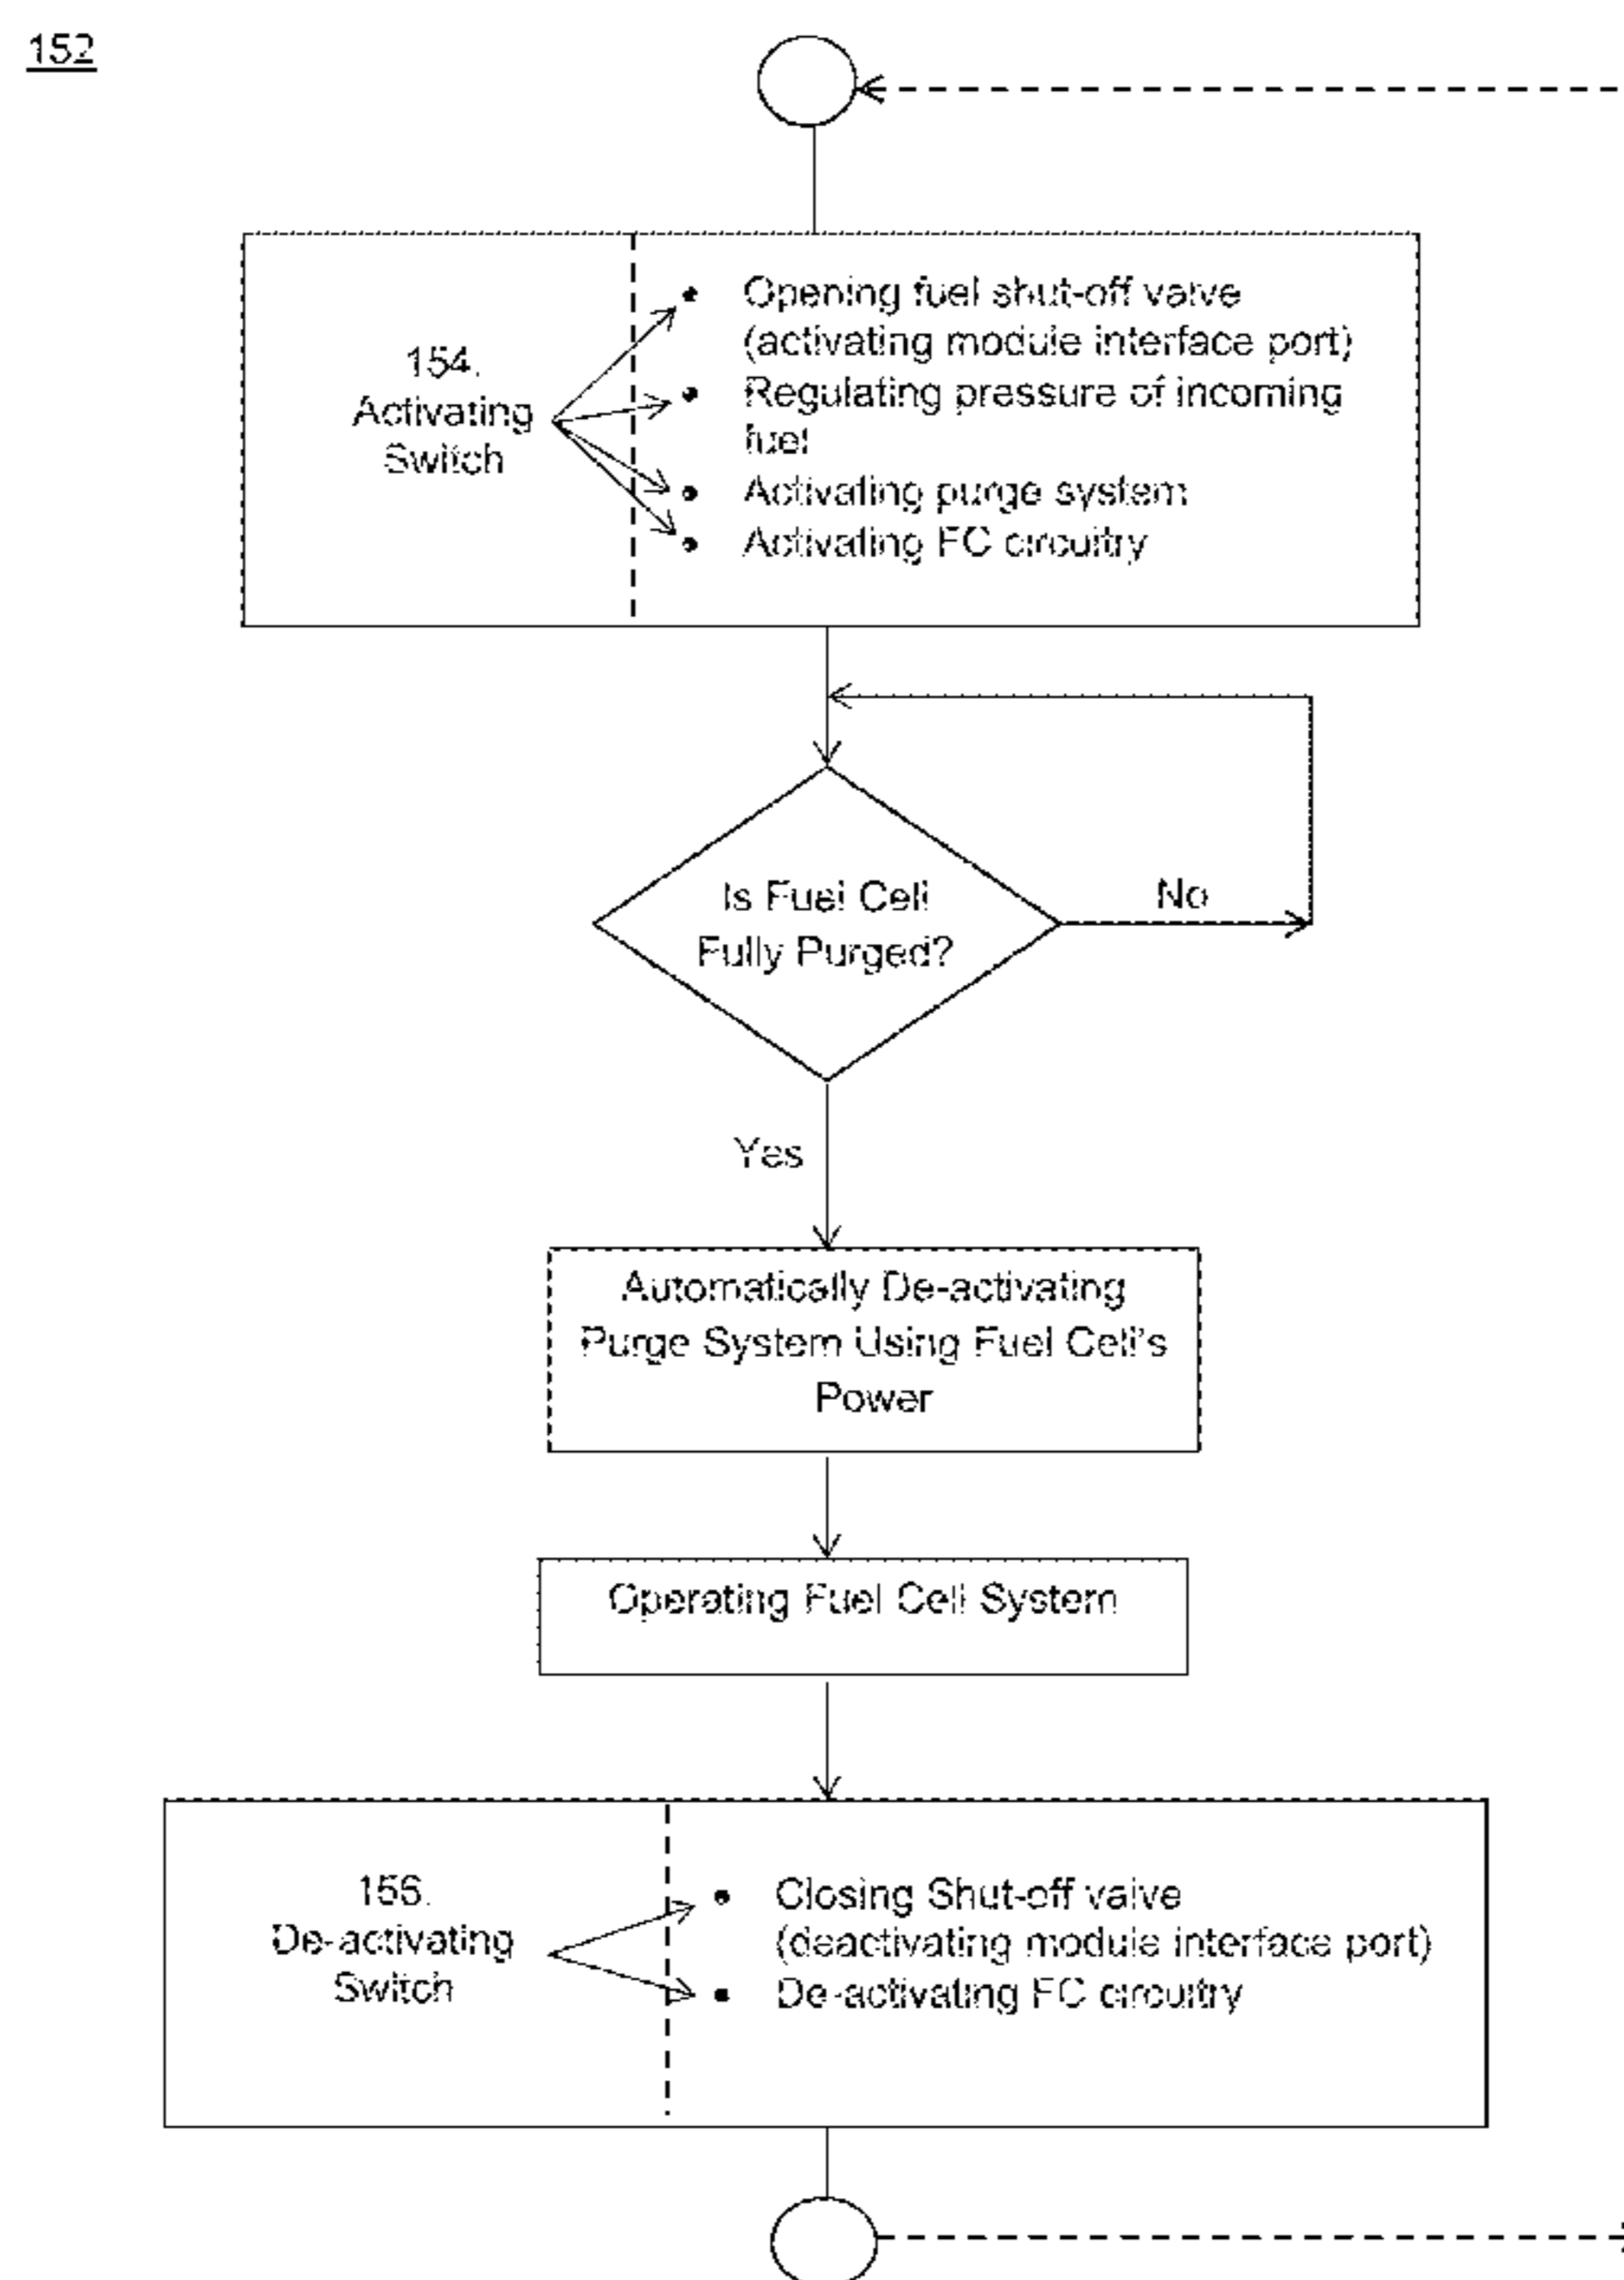 152
154.
Activating
Switch
• Opening fuel shut-off valve
(activating module interface port)
• Regulating pressure of incoming
fuel
• Activating purge system
• Activating FC circuitry
Is Fuel Cell
Fully Purged?
No
Yes
Automatically De-activating
Purge System Using Fuel Cell's
Power
Operating Fuel Cell System
156.
De-activating
Switch
• Closing Shut-off valve
(deactivating module interface port)
• De-activating FC circuitry